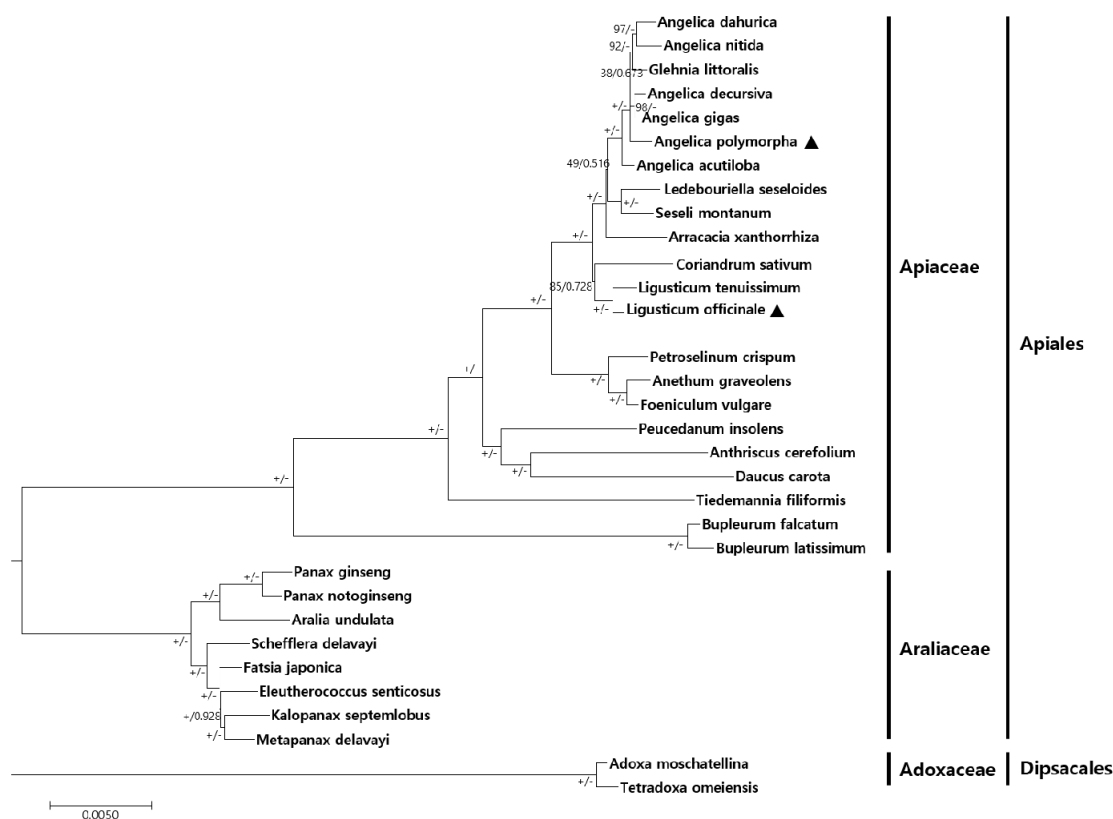 Angelica dahurica
97/-
Angelica nitida
92/-
Glehnia littoralis
38/0.673
Angelica decursiva
+/-
98/-
Angelica gigas
+/-
Angelica polymorpha ▲
49/0.516
Angelica acutiloba
Ledebouriella seseloides
+/-
+/-
Seseli montanum
+/-
Arracacia xanthorrhiza
Apiaceae
Coriandrum sativum
85/0.728
Ligusticum tenuissimum
+/-
+/-
Ligusticum officinale ▲
Apiales
Petroselinum crispum
+/-
Anethum graveolens
+/-
Foeniculum vulgare
+/-
Peucedanum insolens
+/-
Anthriscus cerefolium
+/-
Daucus carota
+/-
Tiedemannia filiformis
Bupleurum falcatum
+/-
Bupleurum latissimum
Panax ginseng
+/-
Panax notoginseng
+/-
Aralia undulata
+/-
Schefflera delavayi
Araliaceae
Fatsia japonica
+/-
Eleutherococcus senticosus
+/-
Kalopanax septemlobus
+/0.928
Metapanax delavayi
+/-
Adoxa moschatellina
Adoxaceae
Dipsacales
+/-
Tetradoxa omeiensis
0.0050